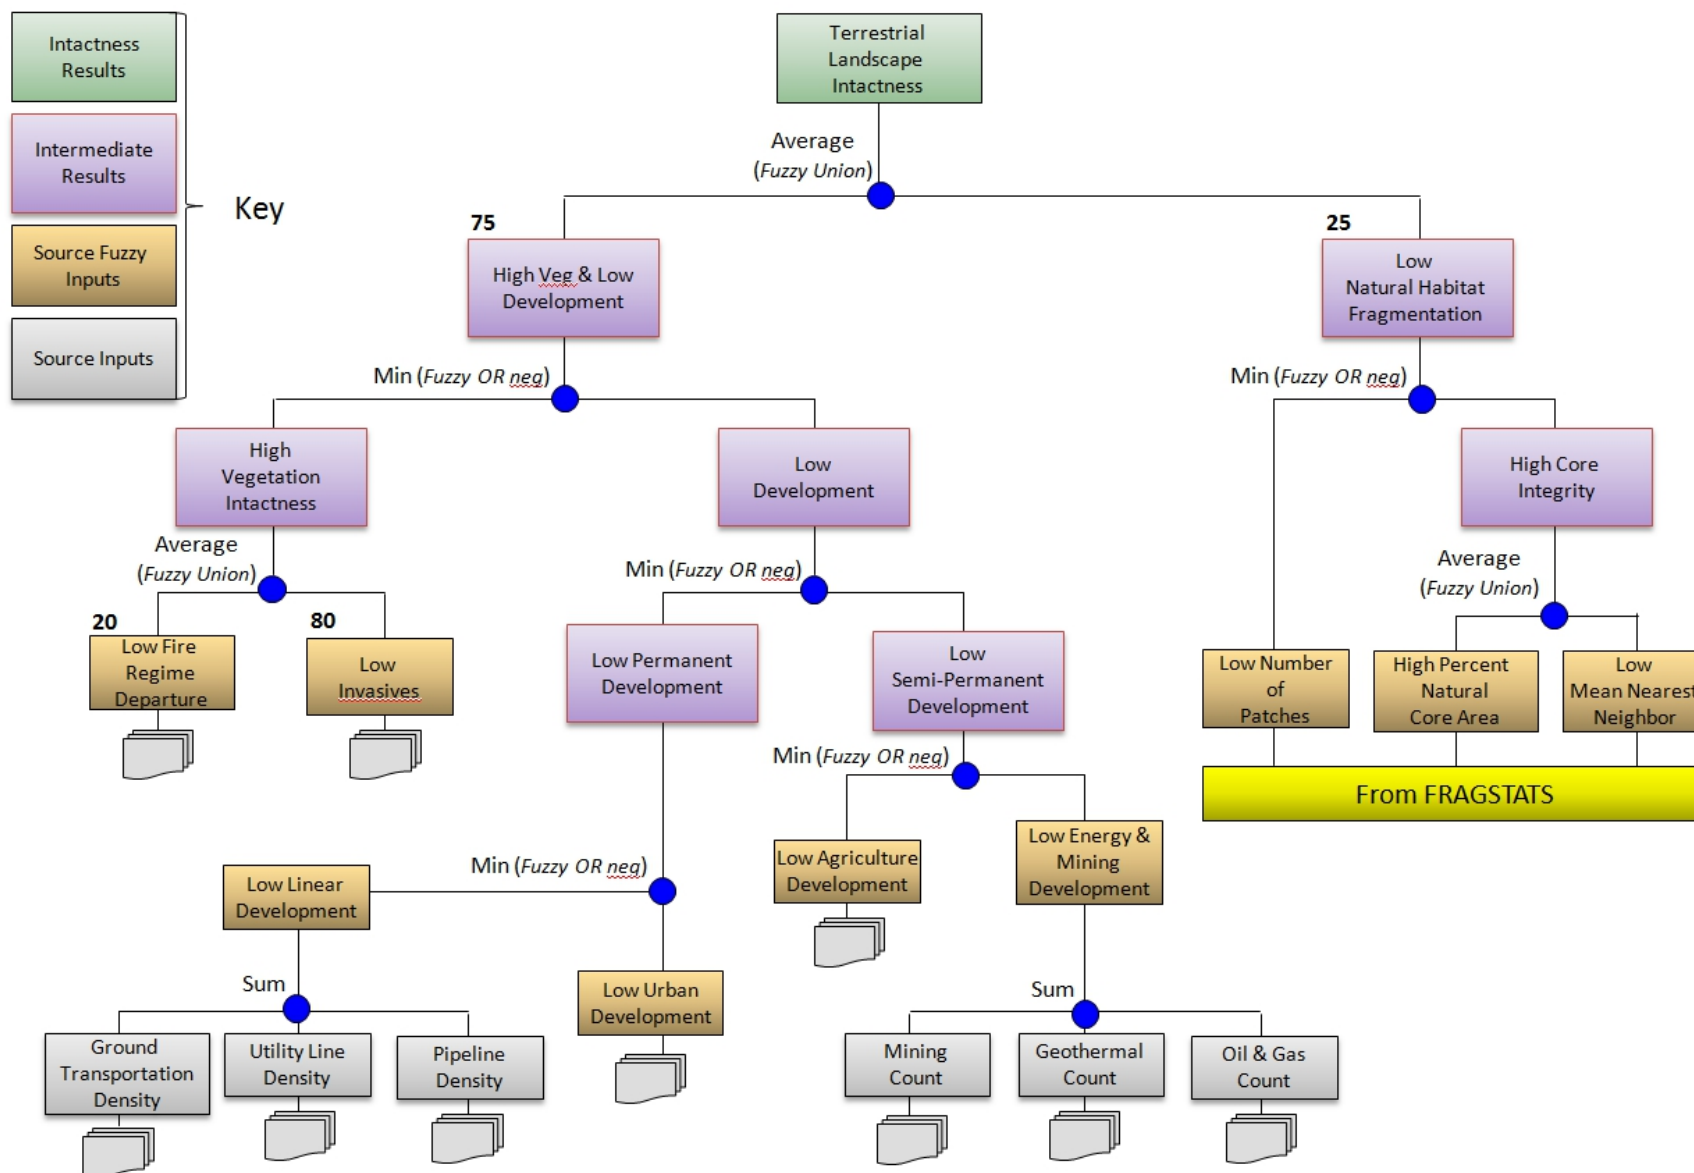 Intactness
Results
Intermediate
Results
Source Fuzzy
Inputs
Source Inputs
Key
Terrestrial
Landscape
Intactness
Average
(Fuzzy Union)
75
High Veg & Low
Development
25
Low
Natural Habitat
Fragmentation
Min (Fuzzy OR neg)
Min (Fuzzy OR neg)
High
Vegetation
Intactness
Low
Development
High Core
Integrity
Average
(Fuzzy Union)
Min (Fuzzy OR neg)
Average
(Fuzzy Union)
20
Low Fire
Regime
Departure
80
Low
Invasives
Low Permanent
Development
Low
Semi-Permanent
Development
Low Number
of
Patches
High Percent
Natural
Core Area
Low
Mean Nearest
Neighbor
From FRAGSTATS
Min (Fuzzy OR neg)
Low Agriculture
Development
Low Energy &
Mining
Development
Min (Fuzzy OR neg)
Low Linear
Development
Low Urban
Development
Sum
Sum
Ground
Transportation
Density
Utility Line
Density
Pipeline
Density
Mining
Count
Geothermal
Count
Oil & Gas
Count